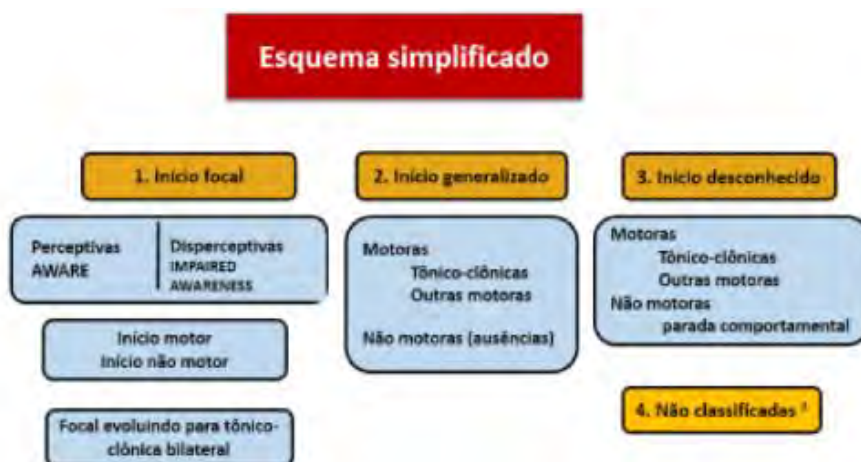 Esquema simplificado
1. Início focal
Perceptivas
AWARE
Disperceptivas
IMPAIRED
AWARENESS
Início motor
Início não motor
Focal evoluindo para tônico-
clônica bilateral
2. Início generalizado
Motoras
Tônico-clônicas
Outras motoras
Não motoras (ausências)
3. Início desconhecido
Motoras
Tônico-clônicas
Outras motoras
Não motoras
parada comportamental
4. Não classificadas